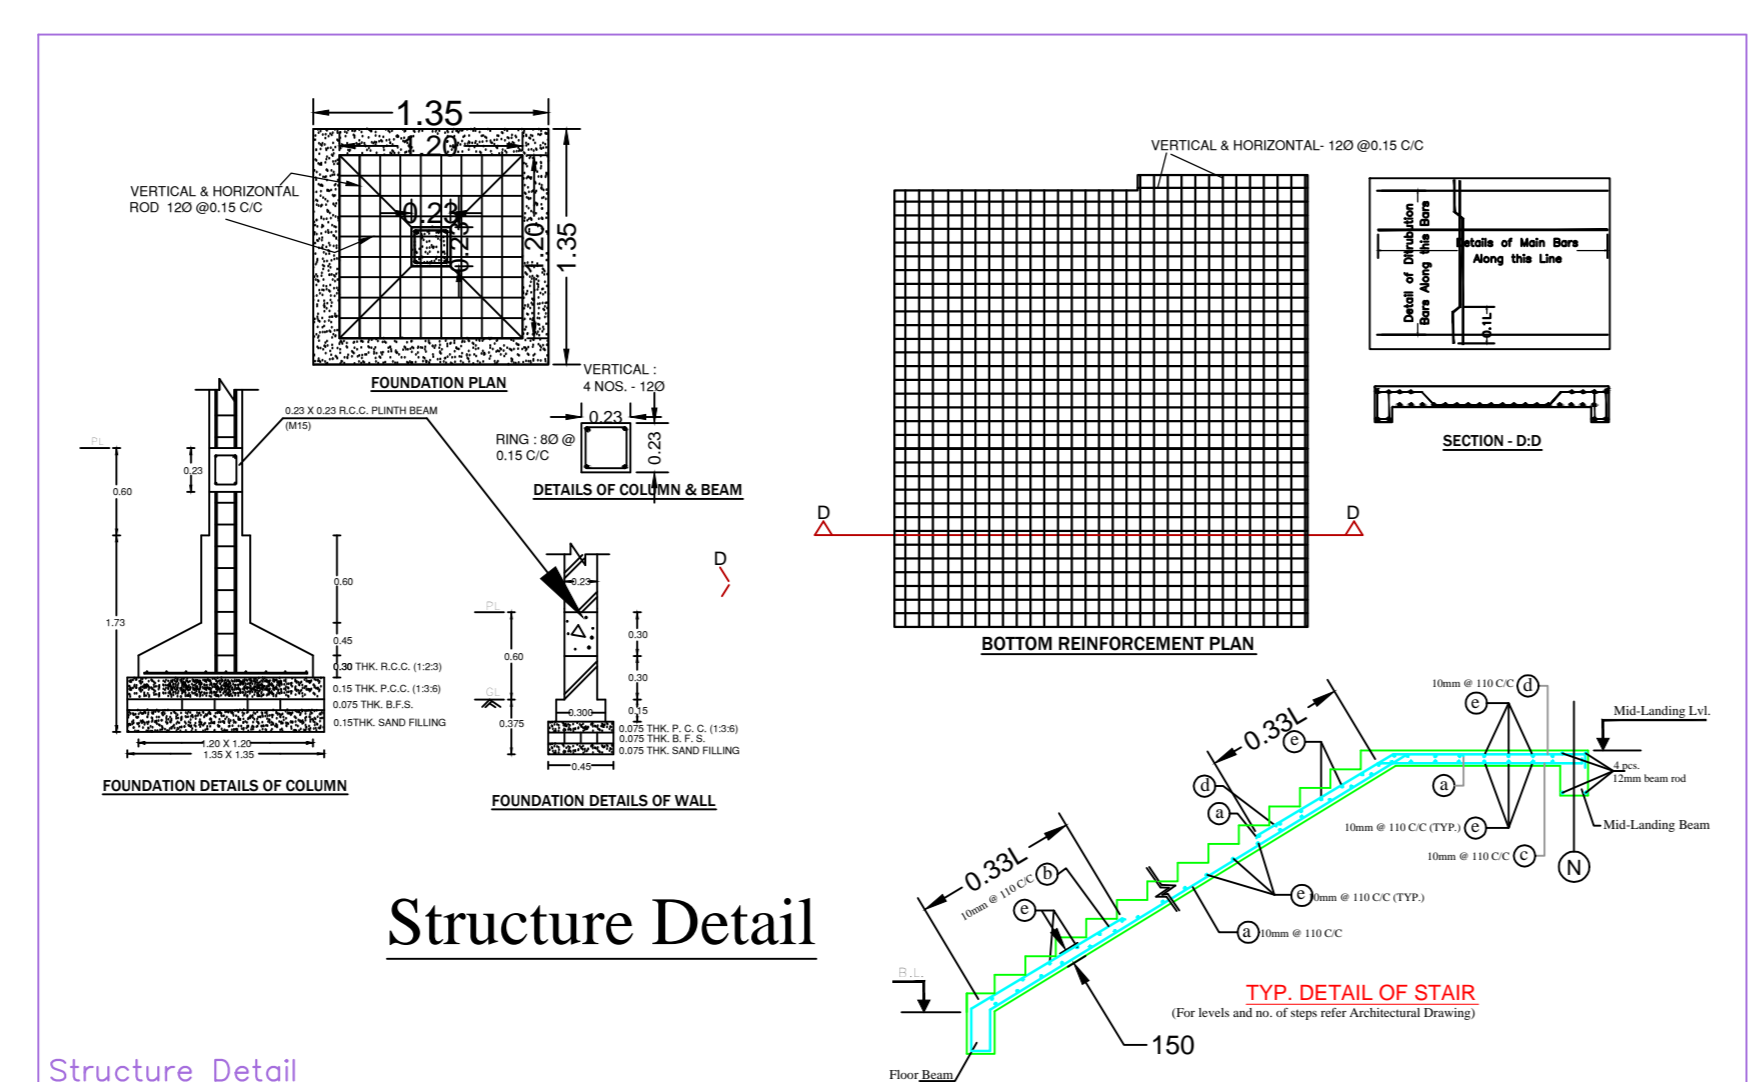 1.35
1.20
VERTICAL & HORIZONTAL
ROD 12Ø @0.15 C/C
0.23
0.23
1.20
1.35
FOUNDATION PLAN
VERTICAL :
4 NOS. - 12Ø
0.23
RING : 8Ø @
0.15 C/C
0.23
DETAILS OF COLUMN & BEAM
0.23 X 0.23 R.C.C. PLINTH BEAM
(M15)
PL
0.23
0.60
1.73
0.60
0.45
0.30 THK. R.C.C. (1:2:3)
0.15 THK. P.C.C. (1:3:6)
0.075 THK. B.F.S.
0.15THK. SAND FILLING
1.20 X 1.20
1.35 X 1.35
FOUNDATION DETAILS OF COLUMN
0.23
PL
0.60
0.30
0.30
GL
0.15
0.300
0.375
0.075 THK. P. C. C. (1:3:6)
0.075 THK. B. F. S.
0.075 THK. SAND FILLING
0.45
FOUNDATION DETAILS OF WALL
D
VERTICAL & HORIZONTAL- 12Ø @0.15 C/C
D
D
BOTTOM REINFORCEMENT PLAN
Detail of Ditrubution
Bars Along this Bars
Details of Main Bars
Along this Line
0.1L
SECTION - D:D
Structure Detail
10mm @ 110 C/C d
e
Mid-Landing Lvl.
0.33L
e
4 pcs.
12mm beam rod
d
a
a
10mm @ 110 C/C (TYP.) e
Mid-Landing Beam
10mm @ 110 C/C c
N
0.33L
10mm @ 110 C/C b
e
e 10mm @ 110 C/C (TYP.)
a 10mm @ 110 C/C
B.L.
TYP. DETAIL OF STAIR
(For levels and no. of steps refer Architectural Drawing)
150
Floor Beam
Structure Detail